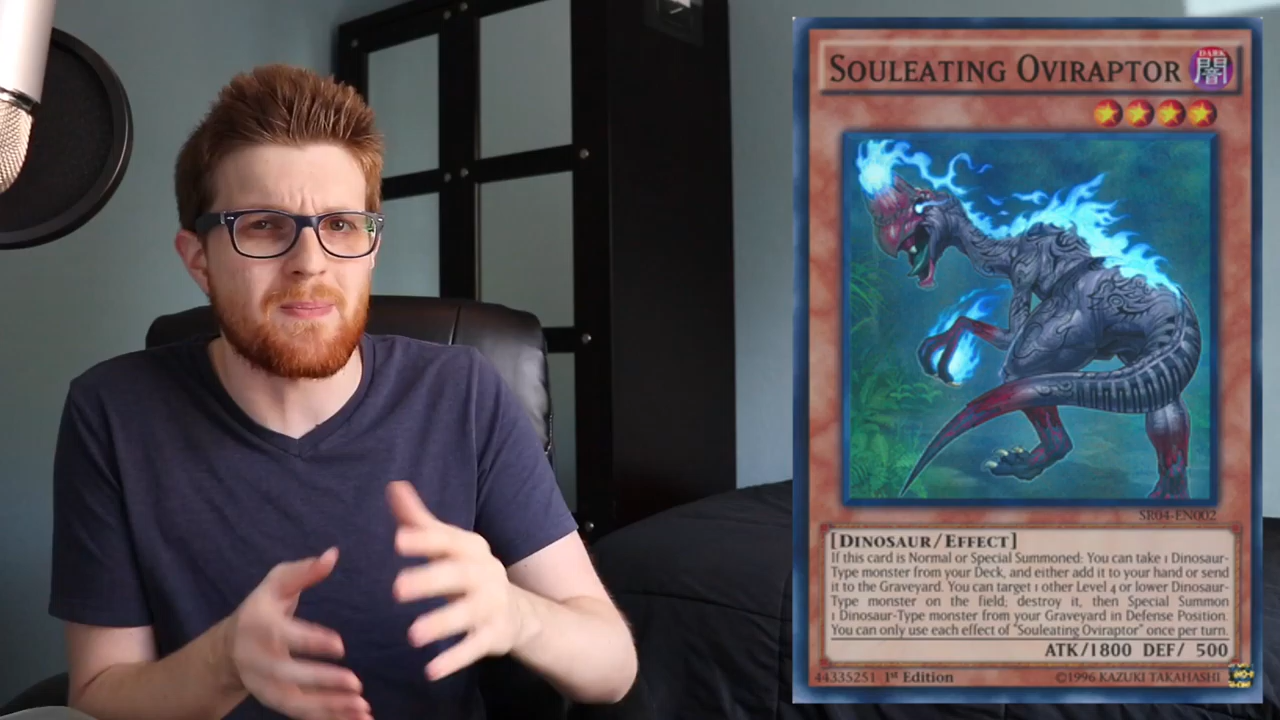 SOULEATING OVIRAPTOR
DARK
闇
SR04-EN002
[DINOSAUR/EFFECT]
If this card is Normal or Special Summoned: You can take 1 Dinosaur-
Type monster from your Deck, and either add it to your hand or send
it to the Graveyard. You can target 1 other Level 4 or lower Dinosaur-
Type monster on the field; destroy it, then Special Summon
1 Dinosaur-Type monster from your Graveyard in Defense Position.
You can only use each effect of "Souleating Oviraptor" once per turn.
ATK/1800 DEF/ 500
44335251 1st Edition ©1996 KAZUKI TAKAHASHI